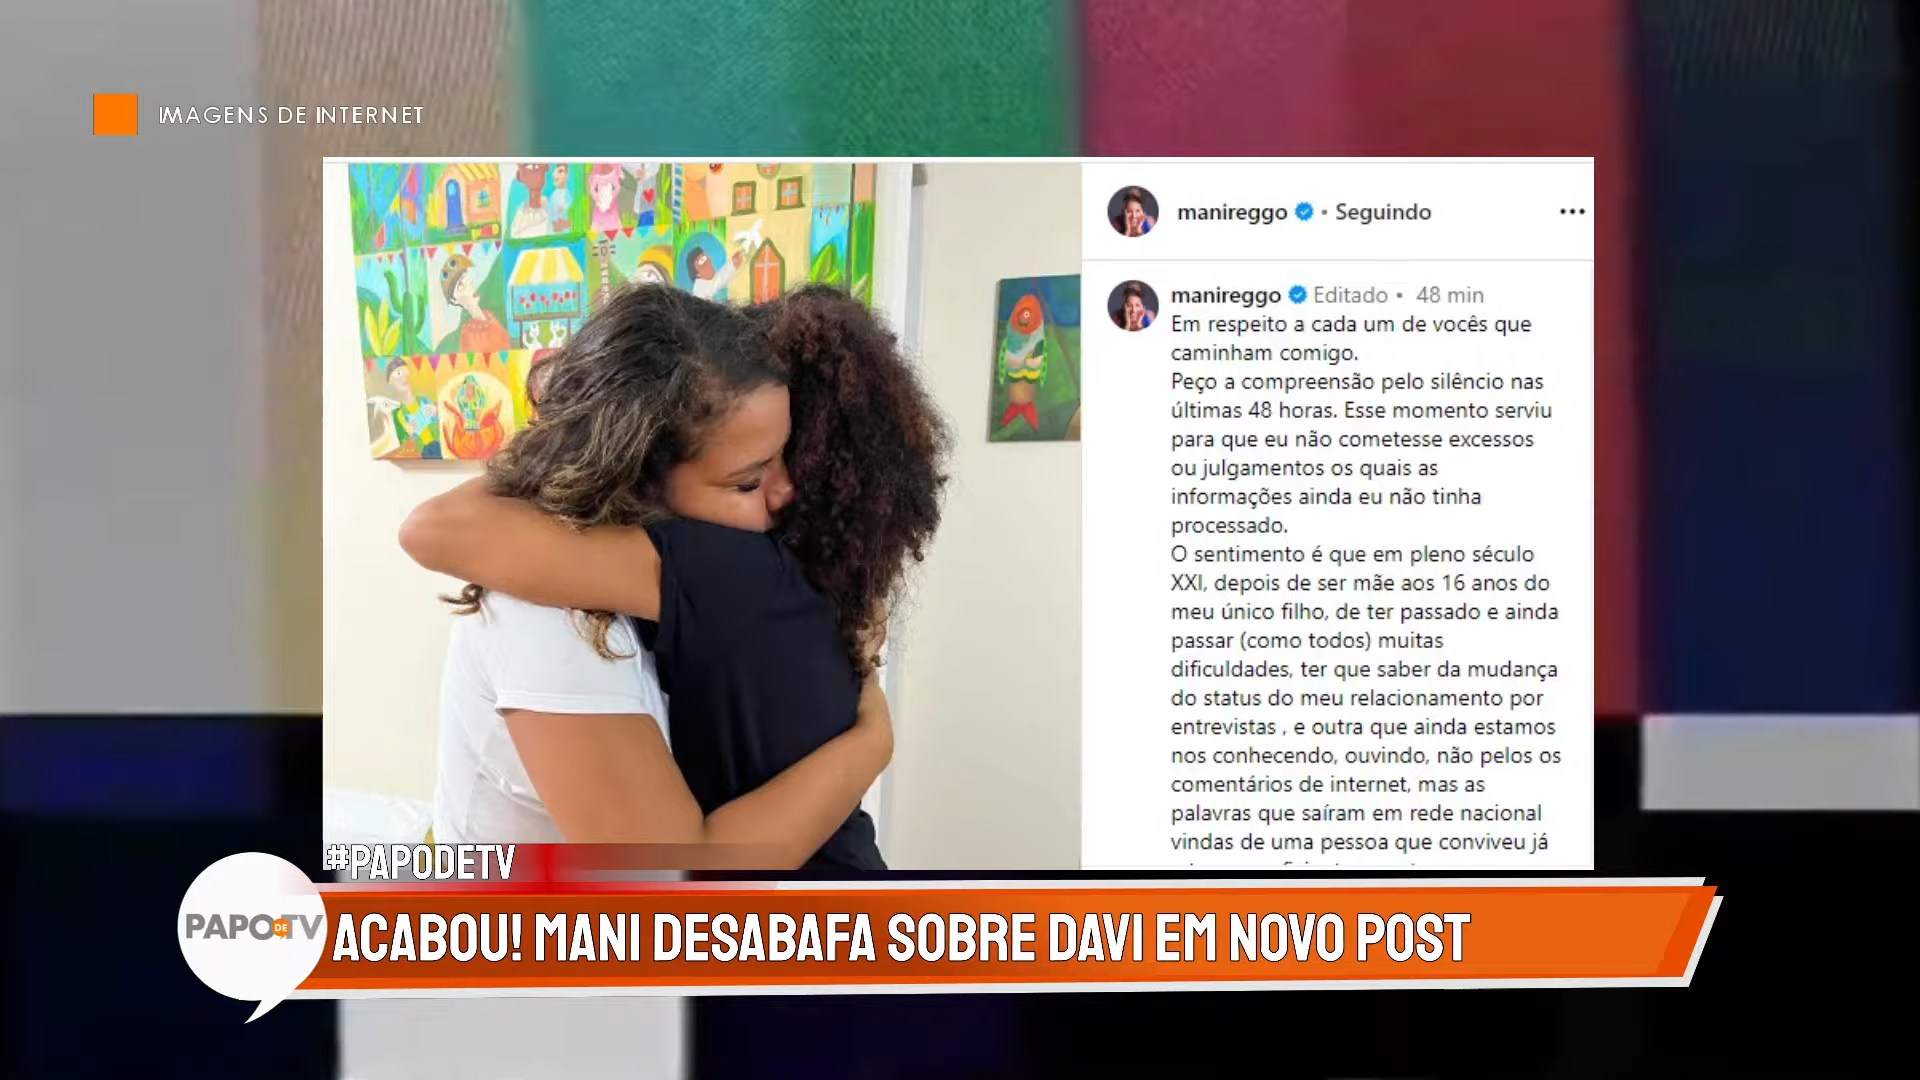 IMAGENS DE INTERNET
manireggo • Seguindo
manireggo Editado • 48 min
Em respeito a cada um de vocês que
caminham comigo.
Peço a compreensão pelo silêncio nas
últimas 48 horas. Esse momento serviu
para que eu não cometesse excessos
ou julgamentos os quais as
informações ainda eu não tinha
processado.
O sentimento é que em pleno século
XXI, depois de ser mãe aos 16 anos do
meu único filho, de ter passado e ainda
passar (como todos) muitas
dificuldades, ter que saber da mudança
do status do meu relacionamento por
entrevistas , e outra que ainda estamos
nos conhecendo, ouvindo, não pelos os
comentários de internet, mas as
palavras que saíram em rede nacional
vindas de uma pessoa que conviveu já
#PAPODETV
PAPO DE TV
ACABOU! MANI DESABAFA SOBRE DAVI EM NOVO POST